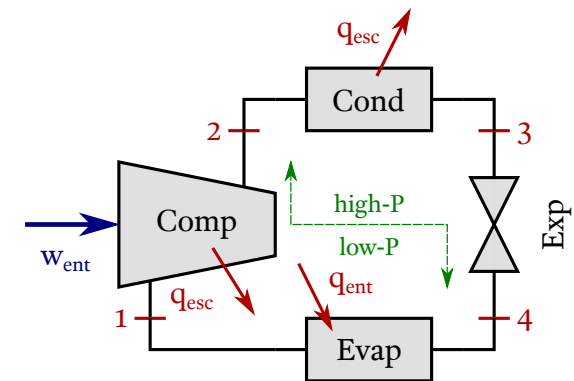 q_esc
Cond
2
3
Comp
high-P
low-P
Exp
w_ent
q_esc
q_ent
1
4
Evap